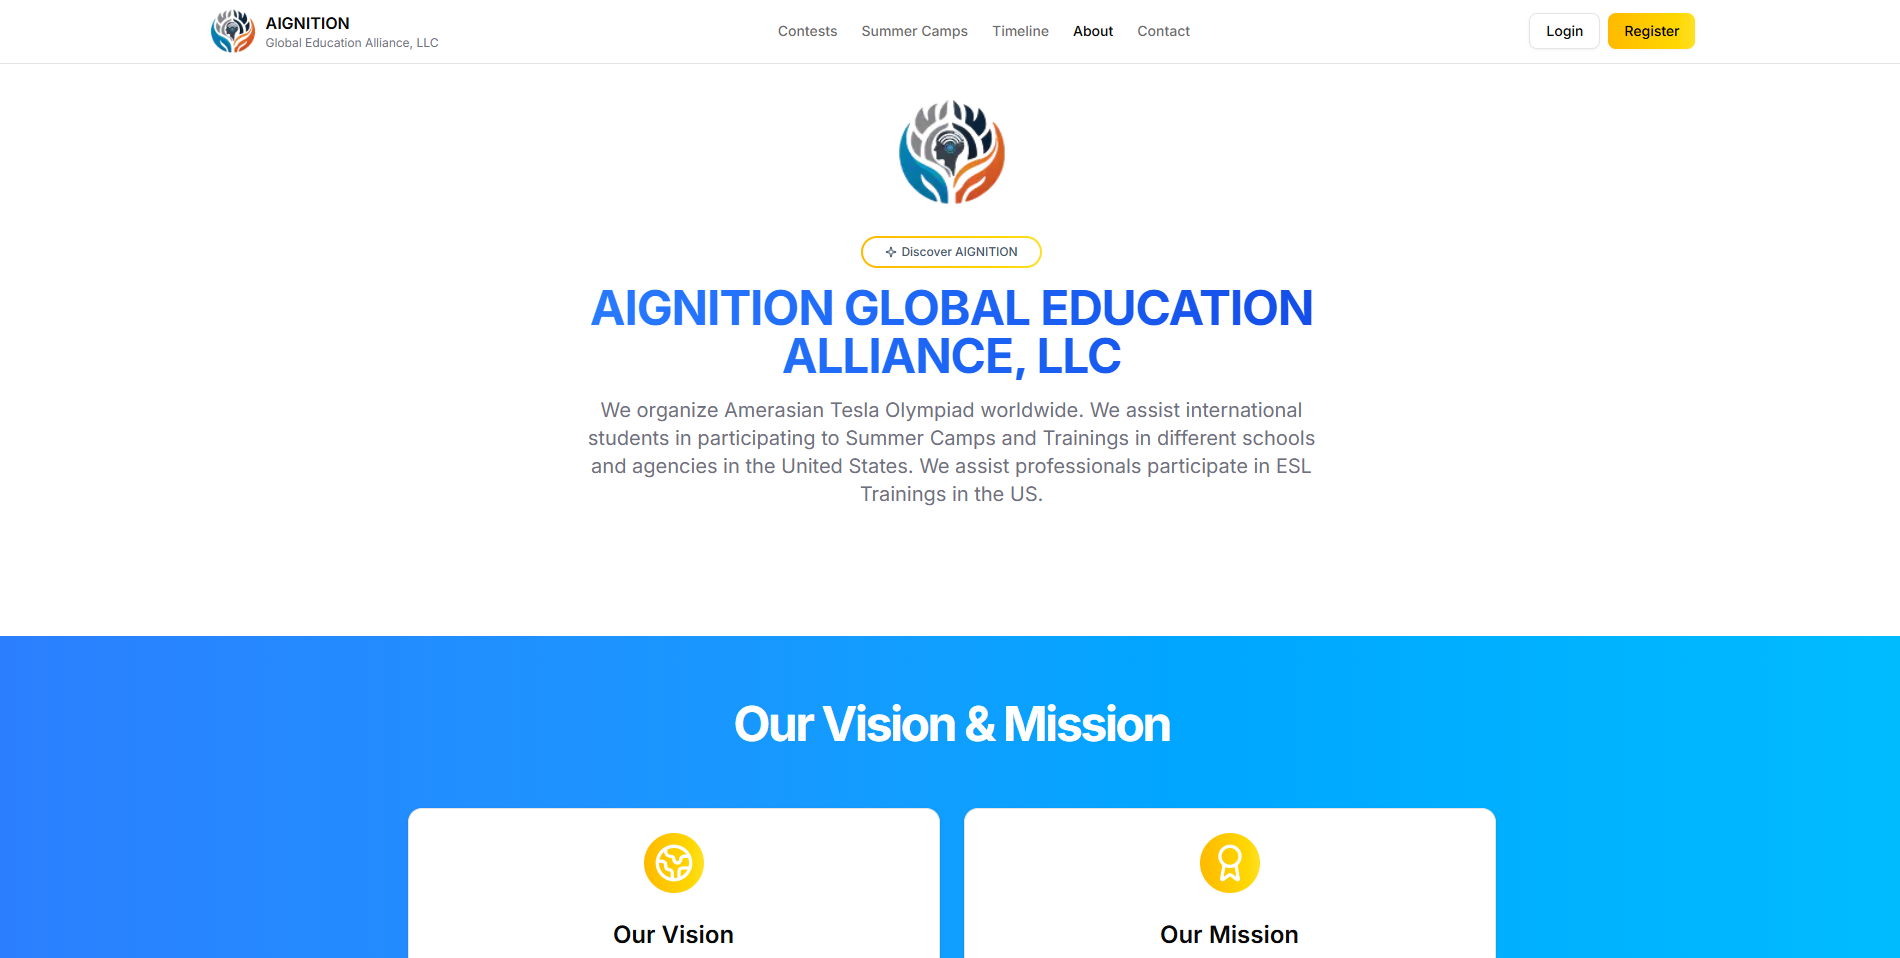 AIGNITION
Global Education Alliance, LLC
Contests
Summer Camps
Timeline
About
Contact
Login
Register
Discover AIGNITION
AIGNITION GLOBAL EDUCATION
ALLIANCE, LLC
We organize Amerasian Tesla Olympiad worldwide. We assist international
students in participating to Summer Camps and Trainings in different schools
and agencies in the United States. We assist professionals participate in ESL
Trainings in the US.
Our Vision & Mission
Our Vision
Our Mission